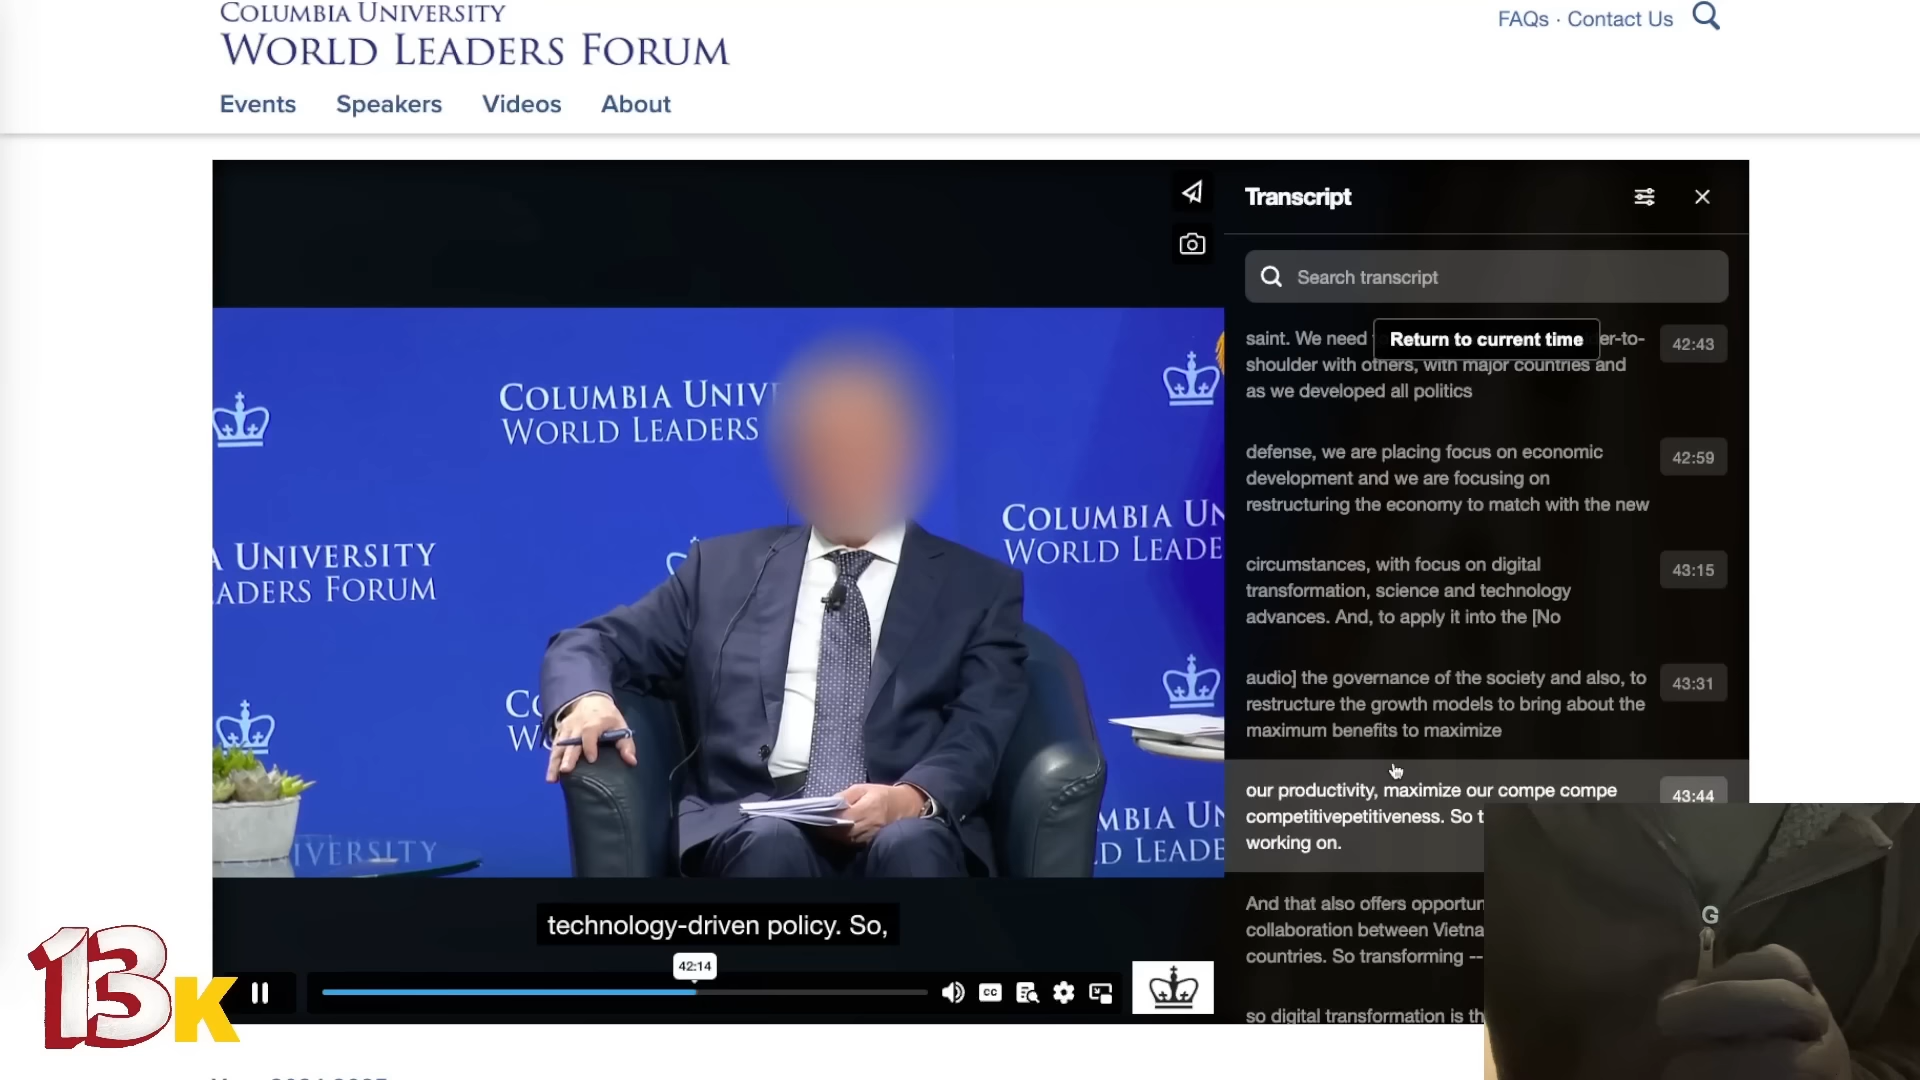 COLUMBIA UNIVERSITY
WORLD LEADERS FORUM
FAQs · Contact Us
Events Speakers Videos About
COLUMBIA UNIV
WORLD LEADERS
COLUMBIA UN
WORLD LEADE
A UNIVERSITY
EADERS FORUM
CO
WO
MBIA UN
D LEADE
IVERSITY
technology-driven policy. So,
42:14
CC
Transcript
Search transcript
Return to current time
saint. We need er-to-
shoulder with others, with major countries and
as we developed all politics
42:43
defense, we are placing focus on economic
development and we are focusing on
restructuring the economy to match with the new
42:59
circumstances, with focus on digital
transformation, science and technology
advances. And, to apply it into the [No
43:15
audio] the governance of the society and also, to
restructure the growth models to bring about the
maximum benefits to maximize
43:31
our productivity, maximize our compe compe
competitivepetitiveness. So t
working on.
43:44
And that also offers opportun
collaboration between Vietna
countries. So transforming --
so digital transformation is th
G
13K